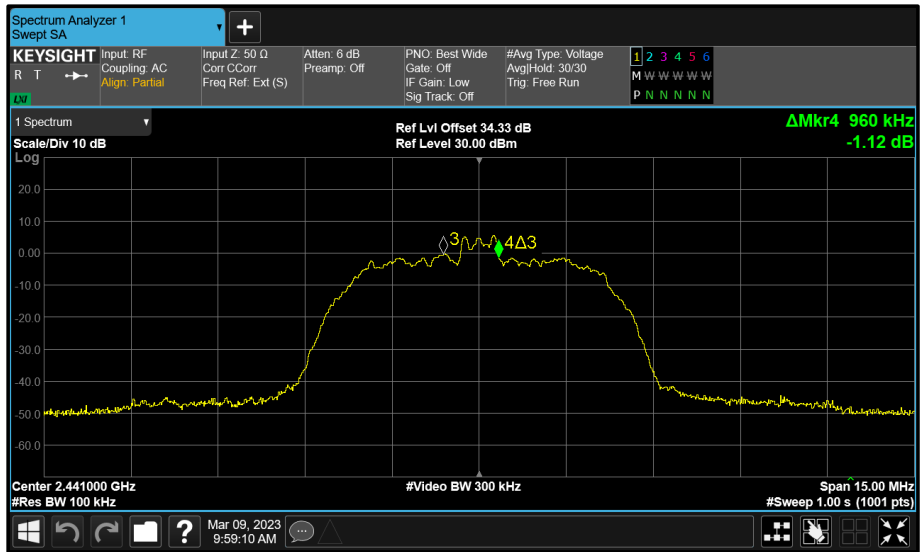 Spectrum Analyzer 1
Swept SA
KEYSIGHT
R T
LXI
Input: RF
Coupling: AC
Align: Partial
Input Z: 50 Ω
Corr CCorr
Freq Ref: Ext (S)
Atten: 6 dB
Preamp: Off
PNO: Best Wide
Gate: Off
IF Gain: Low
Sig Track: Off
#Avg Type: Voltage
Avg|Hold: 30/30
Trig: Free Run
1 2 3 4 5 6
M W W W W W
P N N N N N
1 Spectrum
Scale/Div 10 dB
Ref Lvl Offset 34.33 dB
Ref Level 30.00 dBm
ΔMkr4 960 kHz
-1.12 dB
Log
20.0
10.0
0.00
-10.0
-20.0
-30.0
-40.0
-50.0
-60.0
3
4Δ3
Center 2.441000 GHz
#Res BW 100 kHz
#Video BW 300 kHz
Span 15.00 MHz
#Sweep 1.00 s (1001 pts)
?
Mar 09, 2023
9:59:10 AM